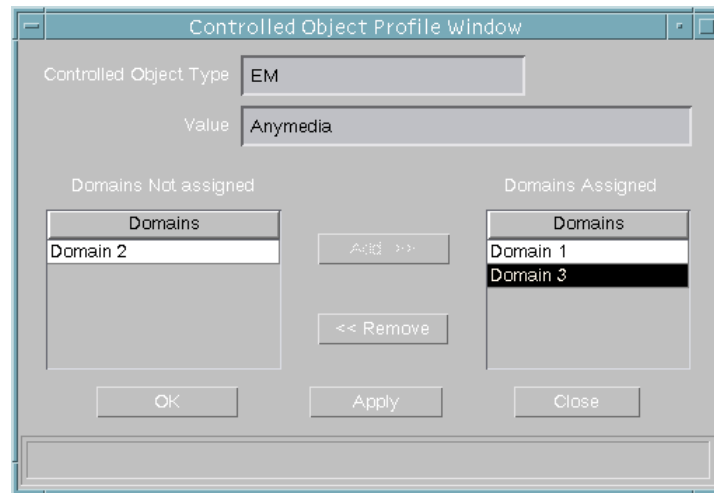 Controlled Object Profile Window
Controlled Object Type EM
Value Anymedia
Domains Not assigned
Domains Assigned
Domains
Domain 2
Add >>
<< Remove
Domains
Domain 1
Domain 3
OK Apply Close